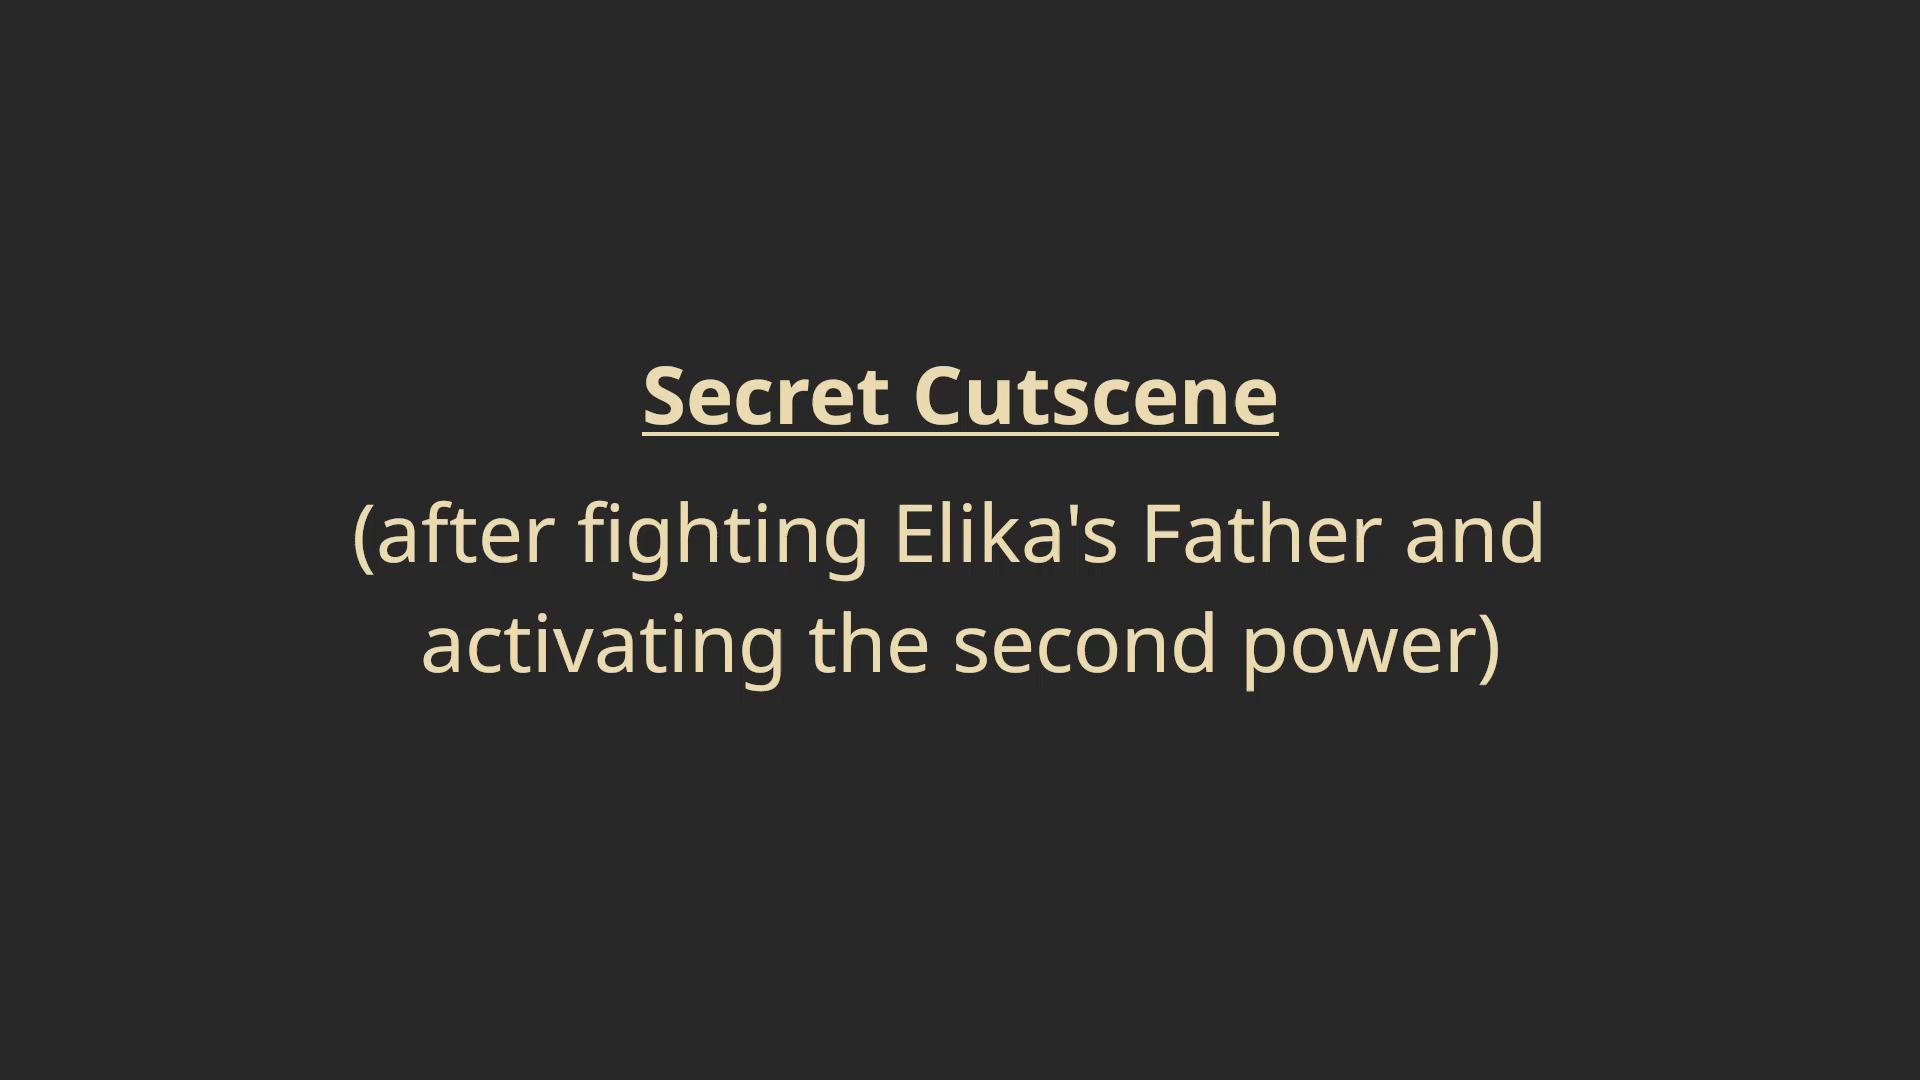 Secret Cutscene
(after fighting Elika's Father and
activating the second power)